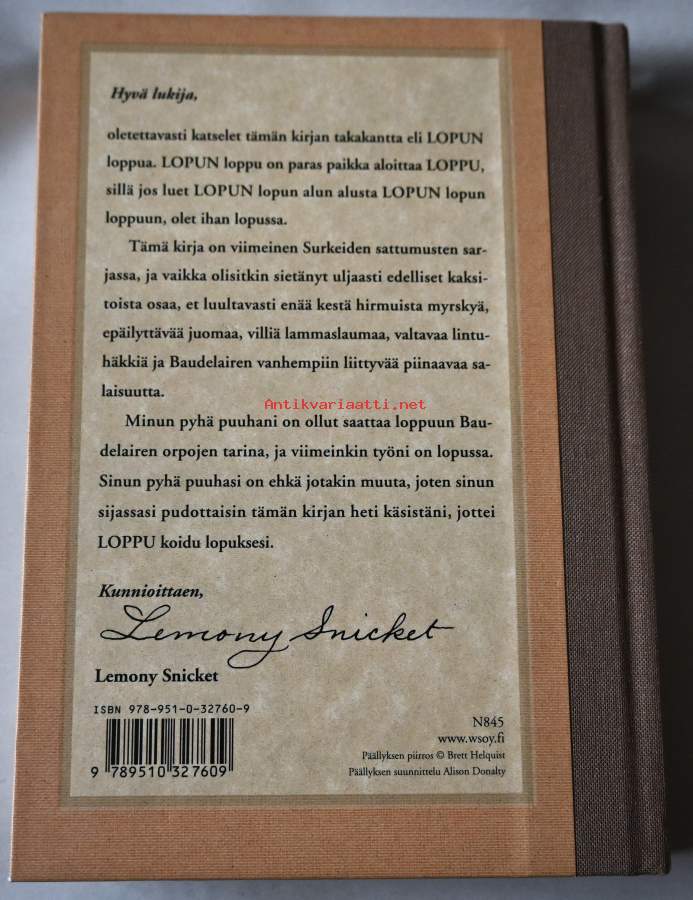 Hyvä lukija,
oletettavasti katselet tämän kirjan takakantta eli LOPUN
loppua. LOPUN loppu on paras paikka aloittaa LOPPU,
sillä jos luet LOPUN lopun alun alusta LOPUN lopun
loppuun, olet ihan lopussa.
Tämä kirja on viimeinen Surkeiden sattumusten sar-
jassa, ja vaikka olisitkin sietänyt uljaasti edelliset kaksi-
toista osaa, et luultavasti enää kestä hirmuista myrskyä,
epäilyttävää juomaa, villiä lammaslaumaa, valtavaa lintu-
häkkiä ja Baudelairen vanhempiin liittyvää piinaavaa sa-
laisuutta.
Antikvariaatti.net
Minun pyhä puuhani on ollut saattaa loppuun Bau-
delairen orpojen tarina, ja viimeinkin työni on lopussa.
Sinun pyhä puuhasi on ehkä jotakin muuta, joten sinun
sijassasi pudottaisin tämän kirjan heti käsistäni, jottei
LOPPU koidu lopuksesi.
Kunnioittaen,
Lemony Snicket
Lemony Snicket
ISBN 978-951-0-32760-9
9 789510 327609
N845
www.wsoy.fi
Päällyksen piirros © Brett Helquist
Päällyksen suunnittelu Alison Donalty